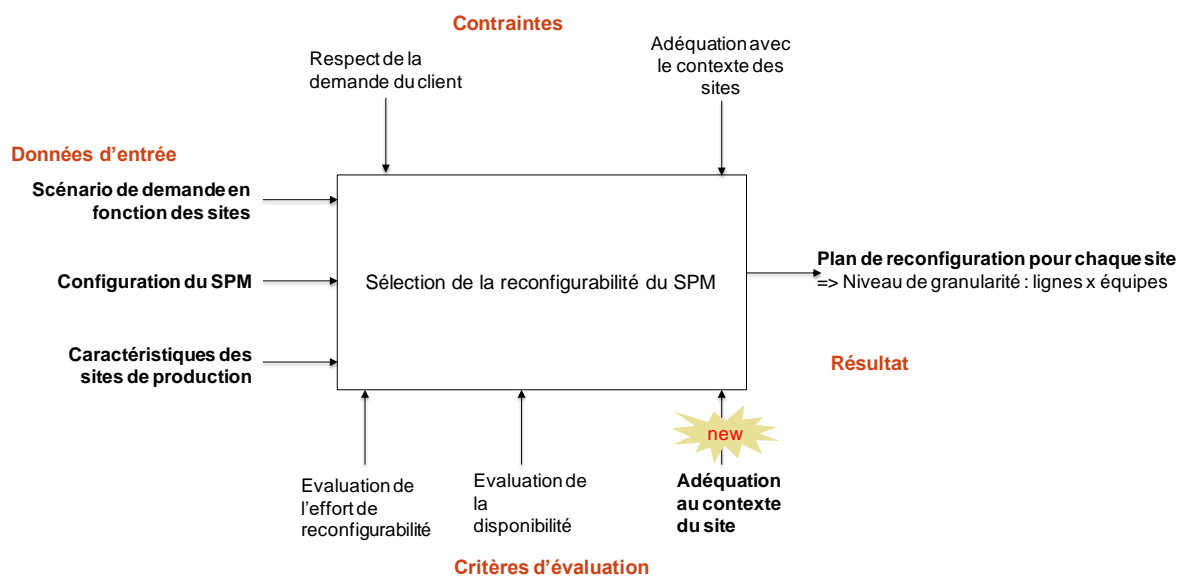 Contraintes
Respect de la
demande du client
Adéquation avec
le contexte des
sites
Données d'entrée
Scénario de demande en
fonction des sites
Configuration du SPM
Caractéristiques des
sites de production
Sélection de la reconfigurabilité du SPM
Plan de reconfiguration pour chaque site
=> Niveau de granularité : lignes x équipes
Résultat
new
Evaluation de
l'effort de
reconfigurabilité
Evaluation de
la
disponibilité
Adéquation
au contexte
du site
Critères d'évaluation